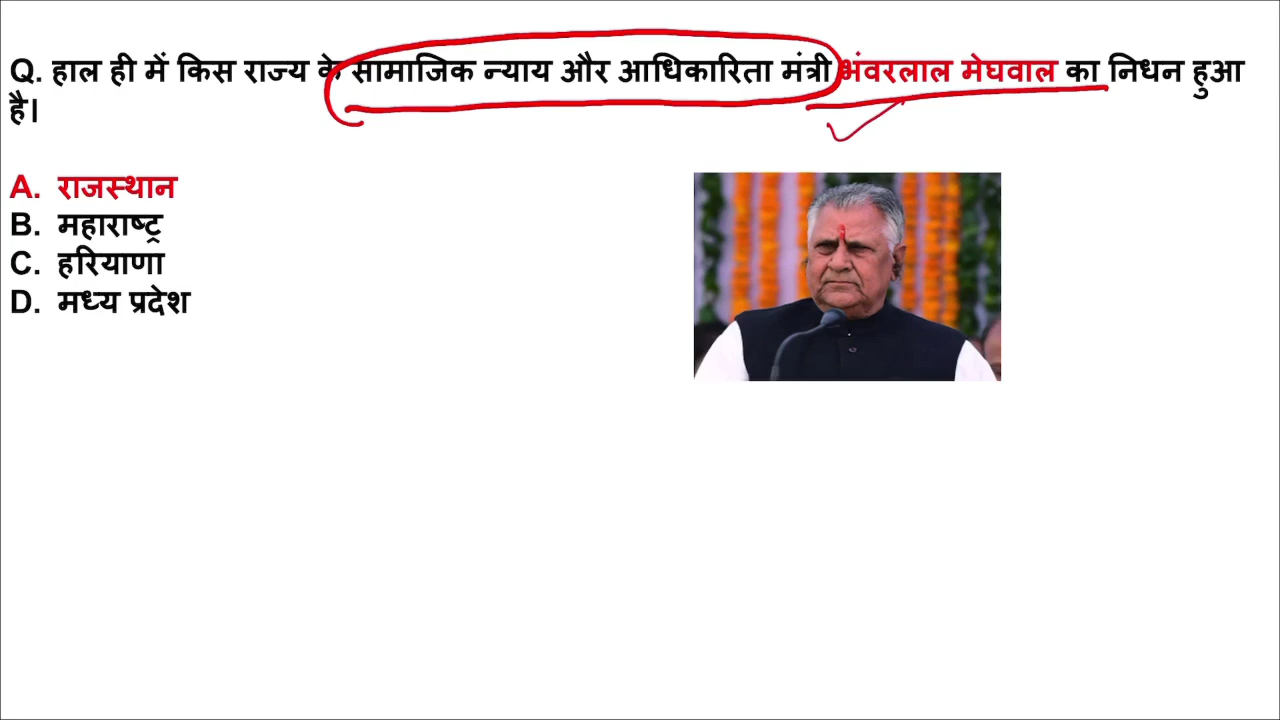 Q. हाल ही में किस राज्य के सामाजिक न्याय और आधिकारिता मंत्री भंवरलाल मेघवाल का निधन हुआ
है।
A. राजस्थान
B. महाराष्ट्र
C. हरियाणा
D. मध्य प्रदेश